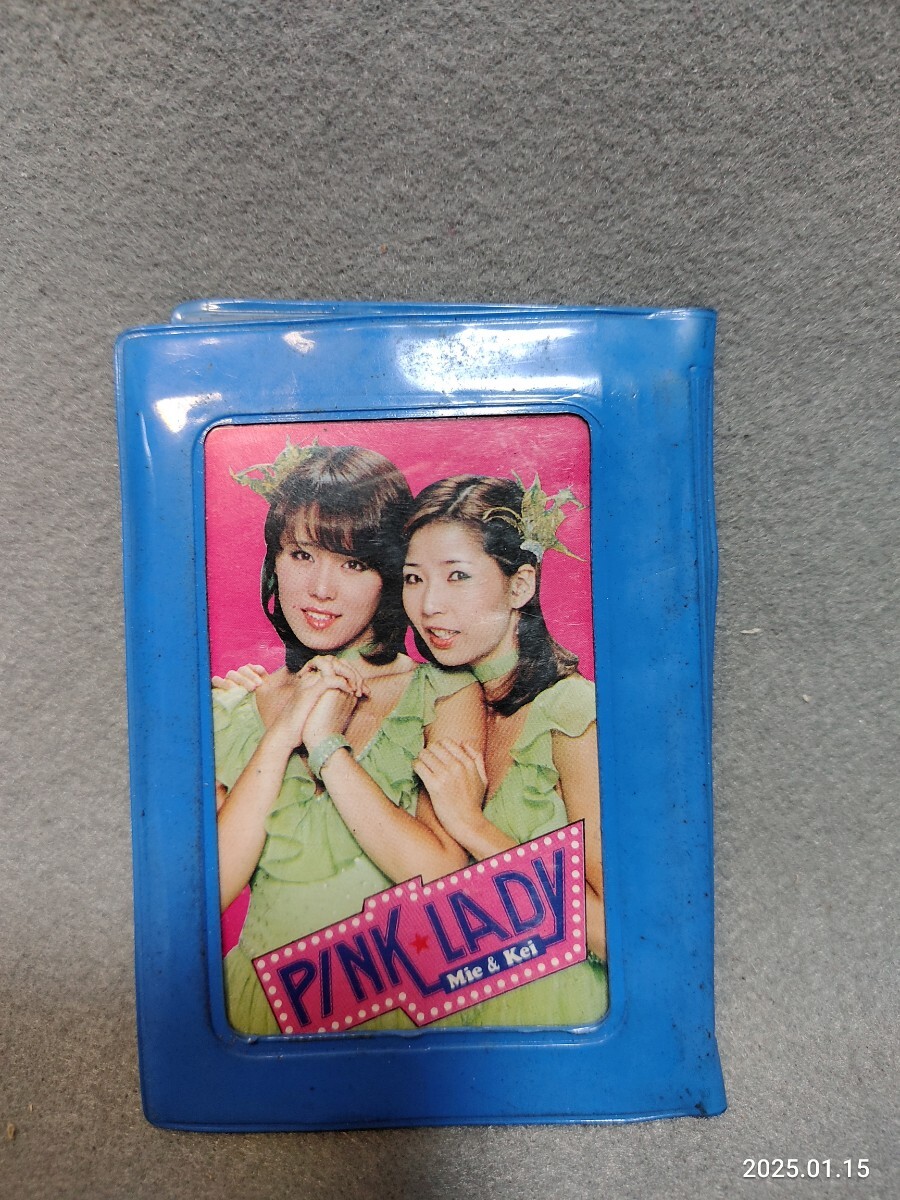 PINK★LADY
Mie & Kei
2025.01.15